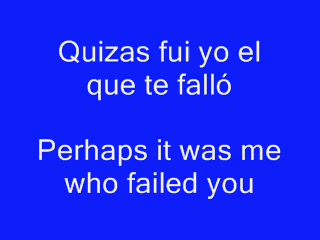 Quizas fui yo el
que te falló
Perhaps it was me
who failed you